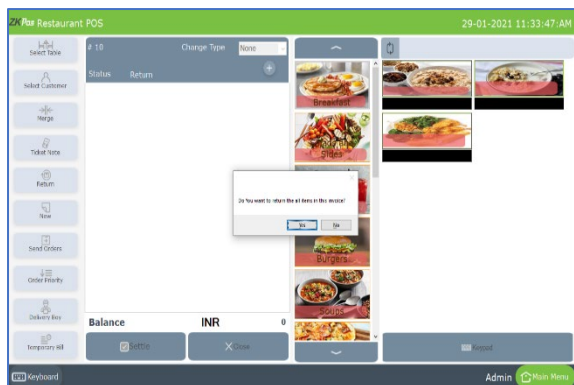 ZKPos Restaurant POS
29-01-2021 11:33:47:AM
Select Table
Select Customer
Merge
Ticket Note
Return
New
Send Orders
Order Priority
Delivery Boy
Temporary Bill
# 10
Change Type
None
Status
Return
Balance
INR
0
Settle
Close
Breakfast
Sides
Burgers
Soups
Do You want to return the all items in this invoice?
Yes
No
Keypad
Keyboard
Admin
Main Menu